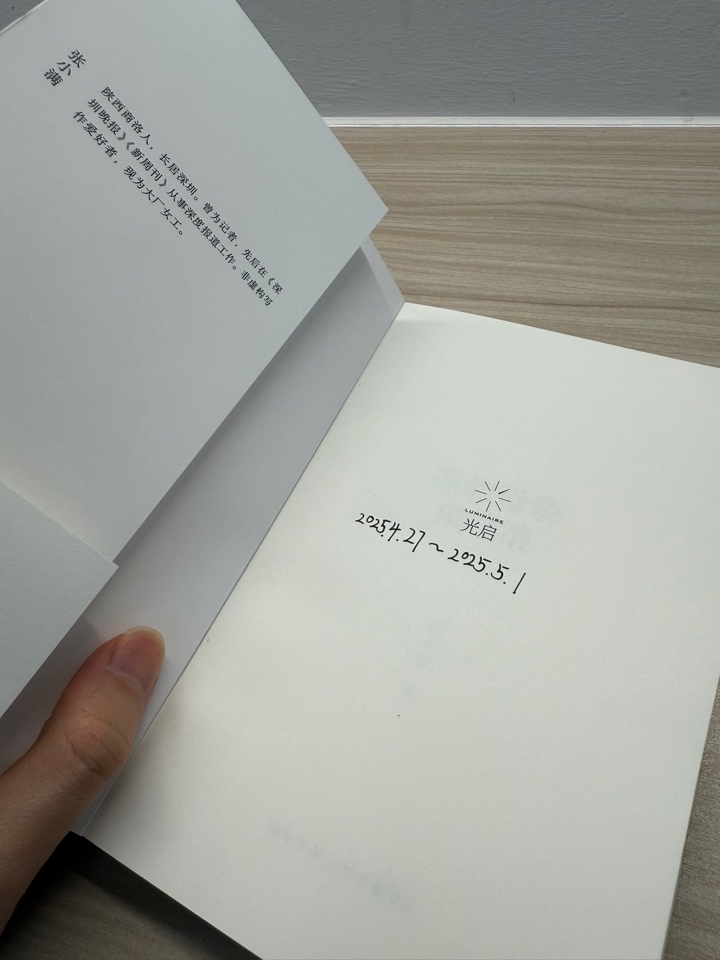 张小满
陕西商洛人，长居深圳。曾为记者，先后在《深
圳晚报》《新周刊》从事深度报道工作。非虚构写
作爱好者，现为大厂女工。
LUMINAIRE
光启
2025.4.27～2025.5.1